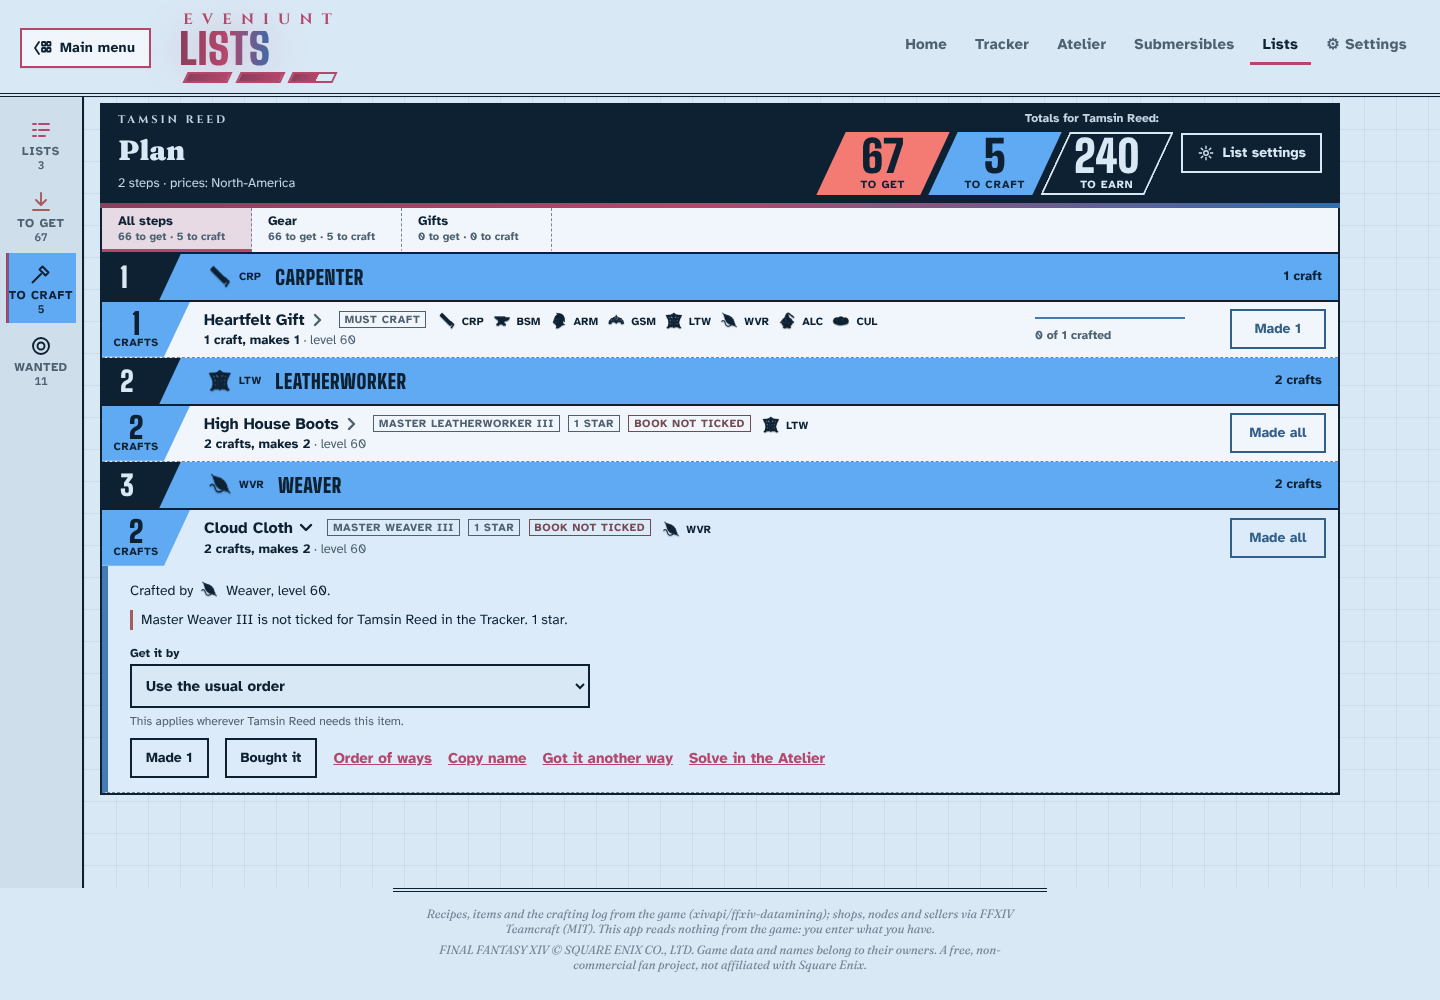 Main menu
EVENIUNT
LISTS
Home
Tracker
Atelier
Submersibles
Lists
Settings
LISTS
3
TO GET
67
TO CRAFT
5
WANTED
11
TAMSIN REED
Plan
2 steps · prices: North-America
Totals for Tamsin Reed:
67
TO GET
5
TO CRAFT
240
TO EARN
List settings
All steps
66 to get · 5 to craft
Gear
66 to get · 5 to craft
Gifts
0 to get · 0 to craft
1 CRP CARPENTER 1 craft
1
CRAFTS
Heartfelt Gift MUST CRAFT CRP BSM ARM GSM LTW WVR ALC CUL
1 craft, makes 1 · level 60
0 of 1 crafted
Made 1
2 LTW LEATHERWORKER 2 crafts
2
CRAFTS
High House Boots MASTER LEATHERWORKER III 1 STAR BOOK NOT TICKED LTW
2 crafts, makes 2 · level 60
Made all
3 WVR WEAVER 2 crafts
2
CRAFTS
Cloud Cloth MASTER WEAVER III 1 STAR BOOK NOT TICKED WVR
2 crafts, makes 2 · level 60
Made all
Crafted by Weaver, level 60.
Master Weaver III is not ticked for Tamsin Reed in the Tracker. 1 star.
Get it by
Use the usual order
This applies wherever Tamsin Reed needs this item.
Made 1
Bought it
Order of ways
Copy name
Got it another way
Solve in the Atelier
Recipes, items and the crafting log from the game (xivapi/ffxiv-datamining); shops, nodes and sellers via FFXIV
Teamcraft (MIT). This app reads nothing from the game: you enter what you have.
FINAL FANTASY XIV © SQUARE ENIX CO., LTD. Game data and names belong to their owners. A free, non-
commercial fan project, not affiliated with Square Enix.